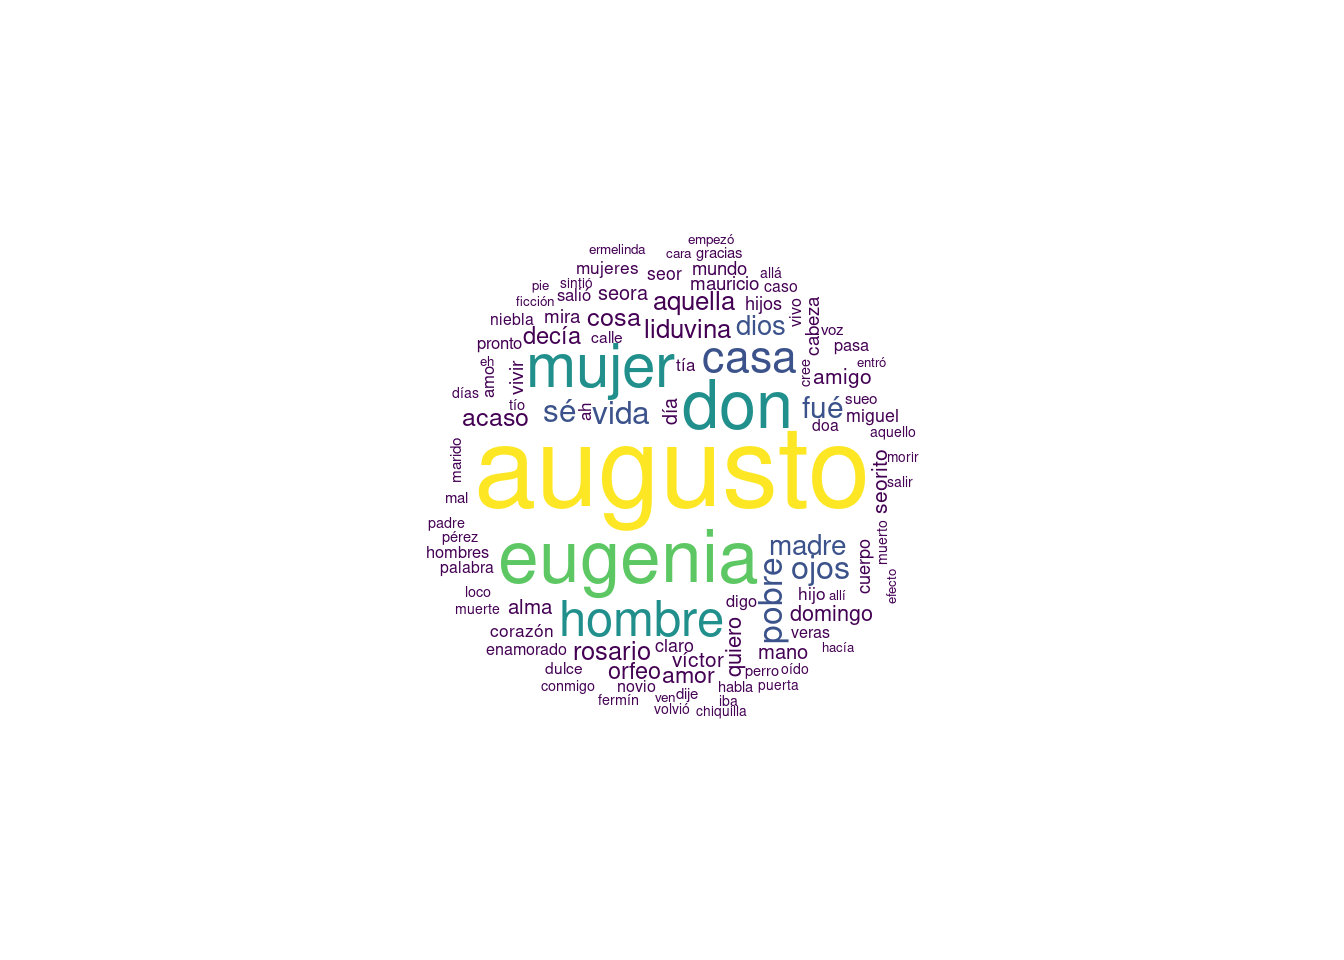 empezó
ermelinda
cara
gracias
mujeres
seor
mundo
allá
pie
sintió
mauricio
caso
ficción
salió
seora
aquella
hijos
vivo
niebla
mira
cosa
liduvina
dios
cabeza
voz
pronto
decía
calle
pasa
eh
amo
vivir
mujer
tía
casa
cree
entró
amigo
días
tío
sé
ah
vida
día
don
fué
sueo
miguel
acaso
doa
aquello
marido
augusto
seorito
morir
salir
mal
padre
pérez
hombres
palabra
eugenia
madre
ojos
cuerpo
muerto
efecto
loco
muerte
alma
hombre
digo
pobre
hijo
allí
domingo
corazón
veras
hacía
enamorado
rosario
claro
víctor
quiero
mano
dulce
orfeo
amor
perro
oído
conmigo
novio
habla
puerta
fermín
ven
dije
iba
volvió
chiquilla